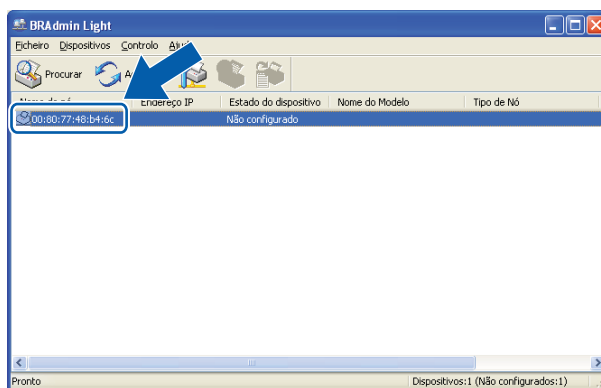 BRAdmin Light
Ficheiro Dispositivos Controlo
Procurar
Endereço IP Estado do dispositivo Nome do Modelo Tipo de Nó
00:80:77:48:b4:6c Não configurado
Pronto Dispositivos:1 (Não configurados:1)